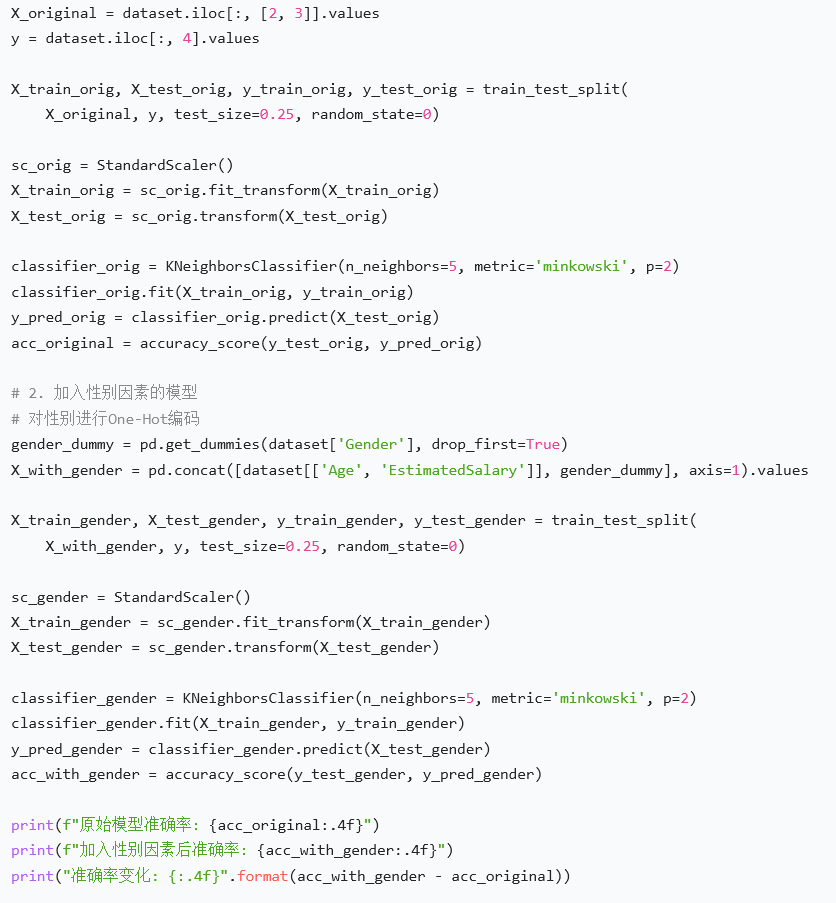 X_original = dataset.iloc[:, [2, 3]].values
y = dataset.iloc[:, 4].values
X_train_orig, X_test_orig, y_train_orig, y_test_orig = train_test_split(
    X_original, y, test_size=0.25, random_state=0)
sc_orig = StandardScaler()
X_train_orig = sc_orig.fit_transform(X_train_orig)
X_test_orig = sc_orig.transform(X_test_orig)
classifier_orig = KNeighborsClassifier(n_neighbors=5, metric='minkowski', p=2)
classifier_orig.fit(X_train_orig, y_train_orig)
y_pred_orig = classifier_orig.predict(X_test_orig)
acc_original = accuracy_score(y_test_orig, y_pred_orig)
# 2. 加入性别因素的模型
# 对性别进行One-Hot编码
gender_dummy = pd.get_dummies(dataset['Gender'], drop_first=True)
X_with_gender = pd.concat([dataset[['Age', 'EstimatedSalary']], gender_dummy], axis=1).values
X_train_gender, X_test_gender, y_train_gender, y_test_gender = train_test_split(
    X_with_gender, y, test_size=0.25, random_state=0)
sc_gender = StandardScaler()
X_train_gender = sc_gender.fit_transform(X_train_gender)
X_test_gender = sc_gender.transform(X_test_gender)
classifier_gender = KNeighborsClassifier(n_neighbors=5, metric='minkowski', p=2)
classifier_gender.fit(X_train_gender, y_train_gender)
y_pred_gender = classifier_gender.predict(X_test_gender)
acc_with_gender = accuracy_score(y_test_gender, y_pred_gender)
print(f"原始模型准确率: {acc_original:.4f}")
print(f"加入性别因素后准确率: {acc_with_gender:.4f}")
print("准确率变化: {:.4f}".format(acc_with_gender - acc_original))